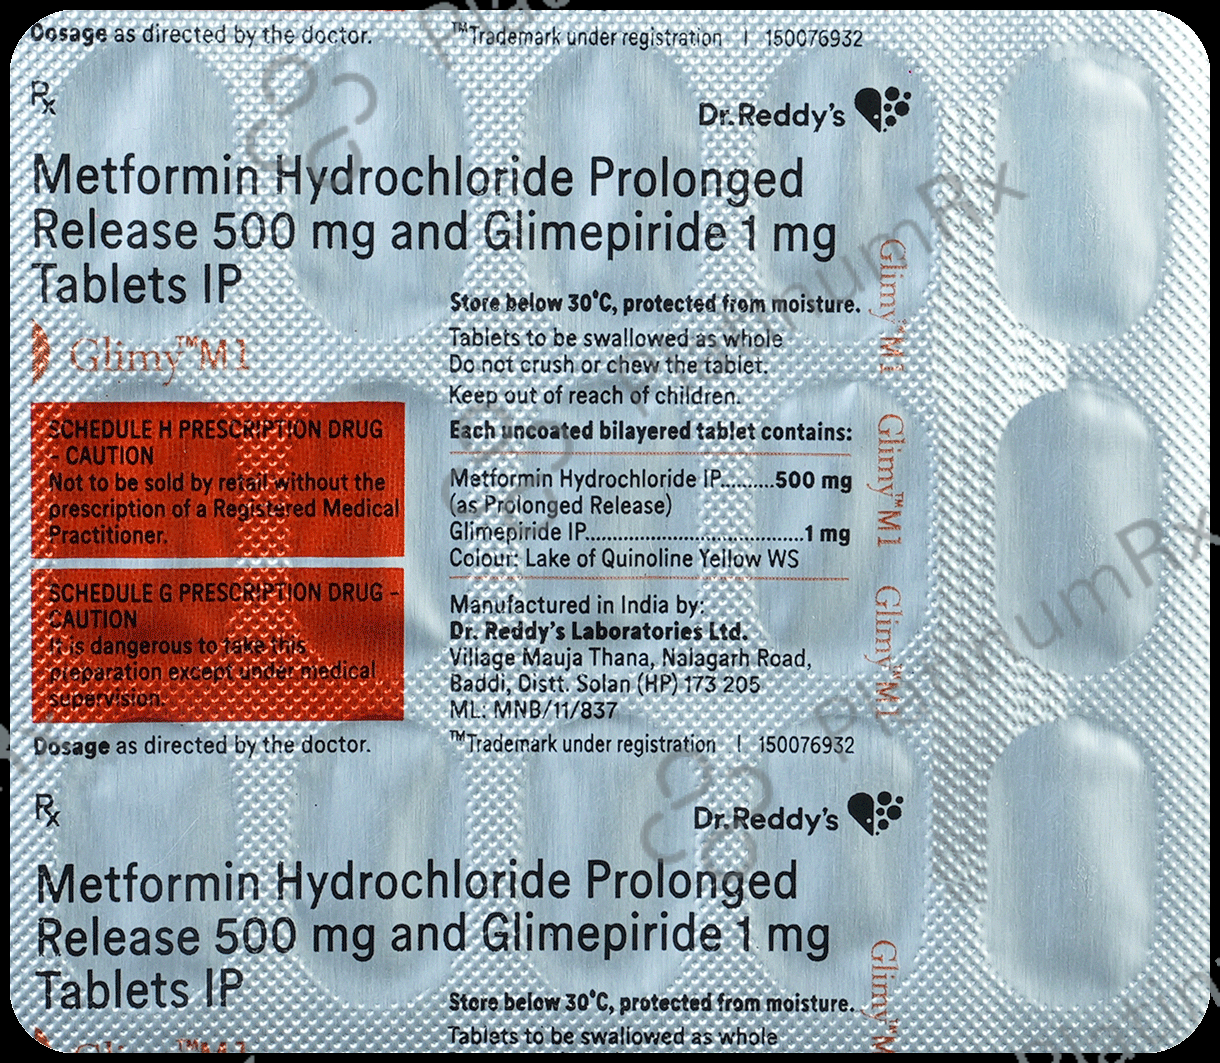 Dosage as directed by the doctor.
™Trademark under registration | 150076932
Rx
Dr.Reddy's
Metformin Hydrochloride Prolonged
Release 500 mg and Glimepiride 1 mg
Tablets IP
Glimy™M1
Store below 30°C, protected from moisture.
Tablets to be swallowed as whole
Do not crush or chew the tablet.
Keep out of reach of children.
SCHEDULE H PRESCRIPTION DRUG
- CAUTION
Not to be sold by retail without the
prescription of a Registered Medical
Practitioner.
SCHEDULE G PRESCRIPTION DRUG -
CAUTION
It is dangerous to take this
preparation except under medical
supervision.
Each uncoated bilayered tablet contains:
Metformin Hydrochloride IP.........500 mg
(as Prolonged Release)
Glimepiride IP......................................1 mg
Colour: Lake of Quinoline Yellow WS
Manufactured in India by:
Dr. Reddy's Laboratories Ltd.
Village Mauja Thana, Nalagarh Road,
Baddi, Distt. Solan (HP) 173 205
ML: MNB/11/837
Glimy™M1
Glimy™M1
Glimy™M1
Dosage as directed by the doctor.
™Trademark under registration | 150076932
Rx
Dr.Reddy's
Metformin Hydrochloride Prolonged
Release 500 mg and Glimepiride 1 mg
Tablets IP
Glimy™M
Store below 30°C, protected from moisture.
Tablets to be swallowed as whole
Glimy™M1
PlatinumRx
PlatinumRx